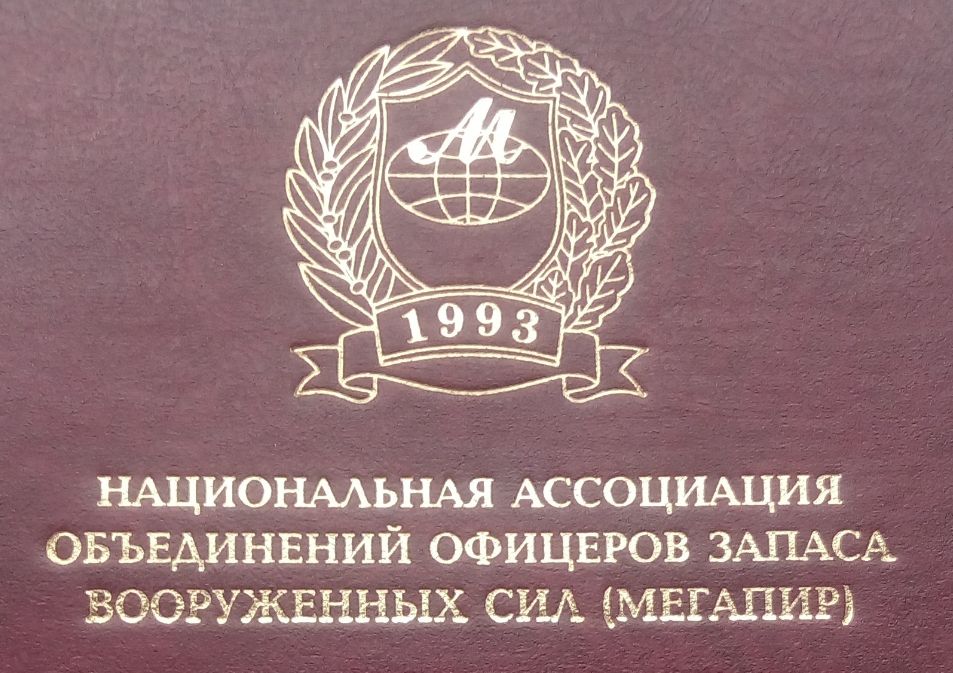 М
1993
НАЦИОНАЛЬНАЯ АССОЦИАЦИЯ
ОБЪЕДИНЕНИЙ ОФИЦЕРОВ ЗАПАСА
ВООРУЖЕННЫХ СИЛ (МЕГАПИР)